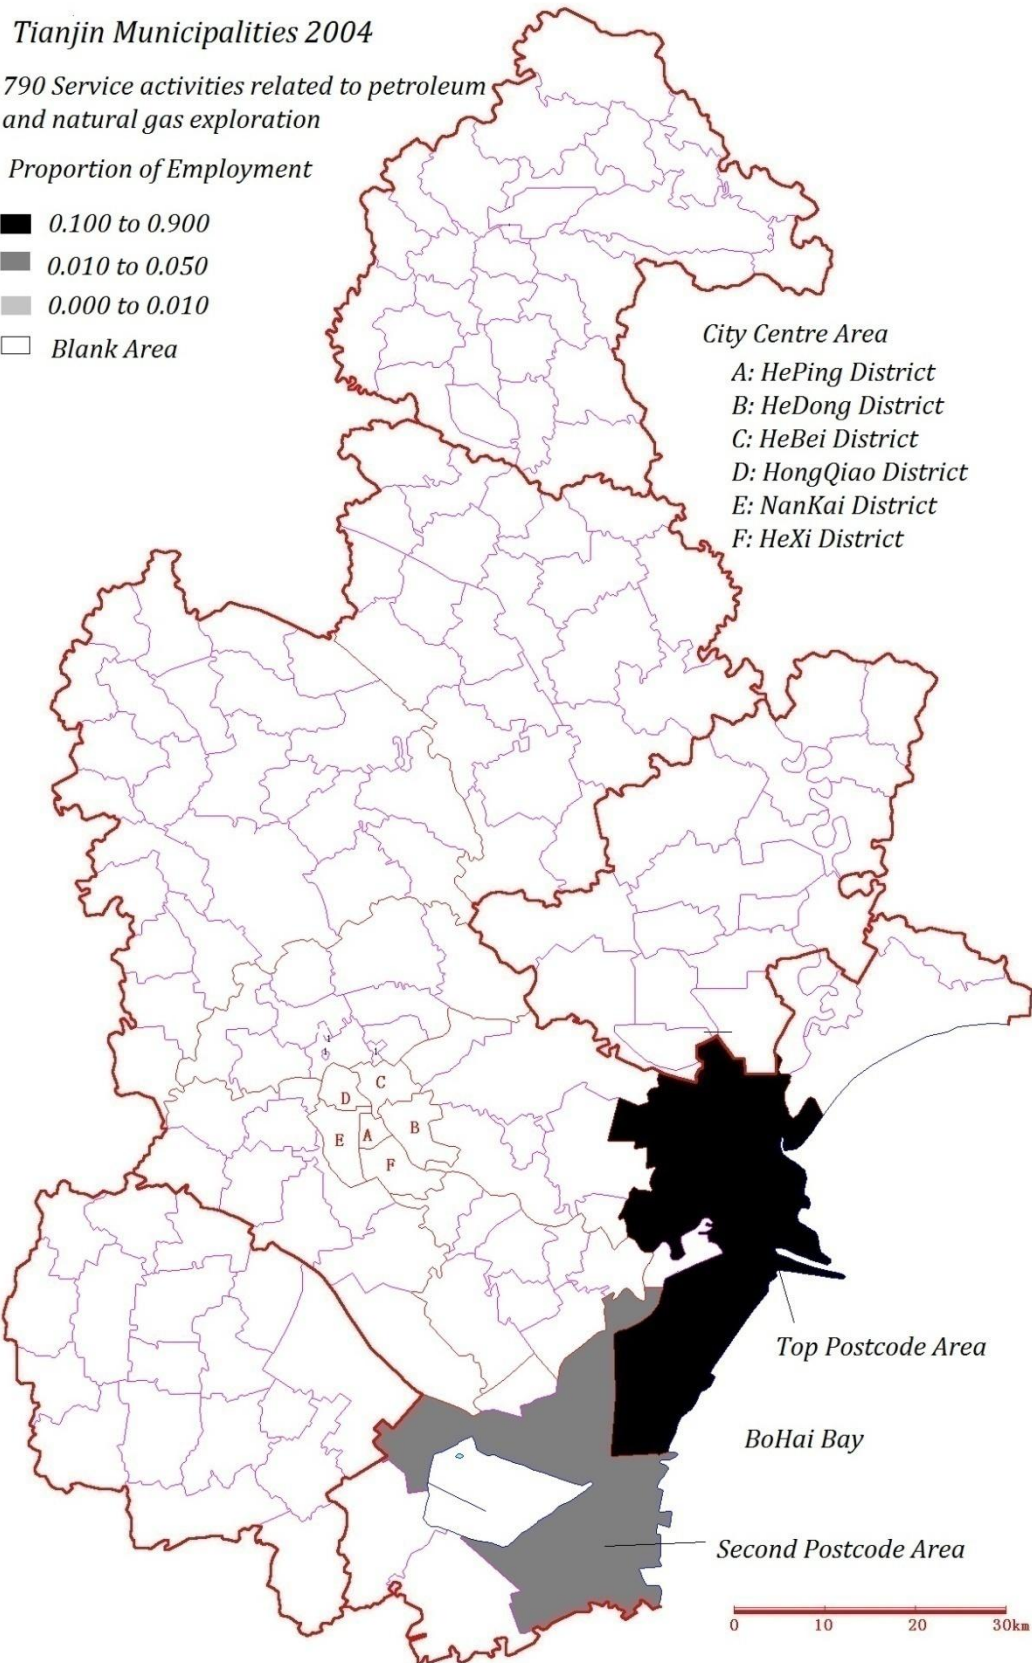 Tianjin Municipalities 2004
790 Service activities related to petroleum
and natural gas exploration
Proportion of Employment
0.100 to 0.900
0.010 to 0.050
0.000 to 0.010
Blank Area
City Centre Area
A: HePing District
B: HeDong District
C: HeBei District
D: HongQiao District
E: NanKai District
F: HeXi District
1
1
1
C
D
B
E
A
F
Top Postcode Area
BoHai Bay
Second Postcode Area
0 10 20 30km